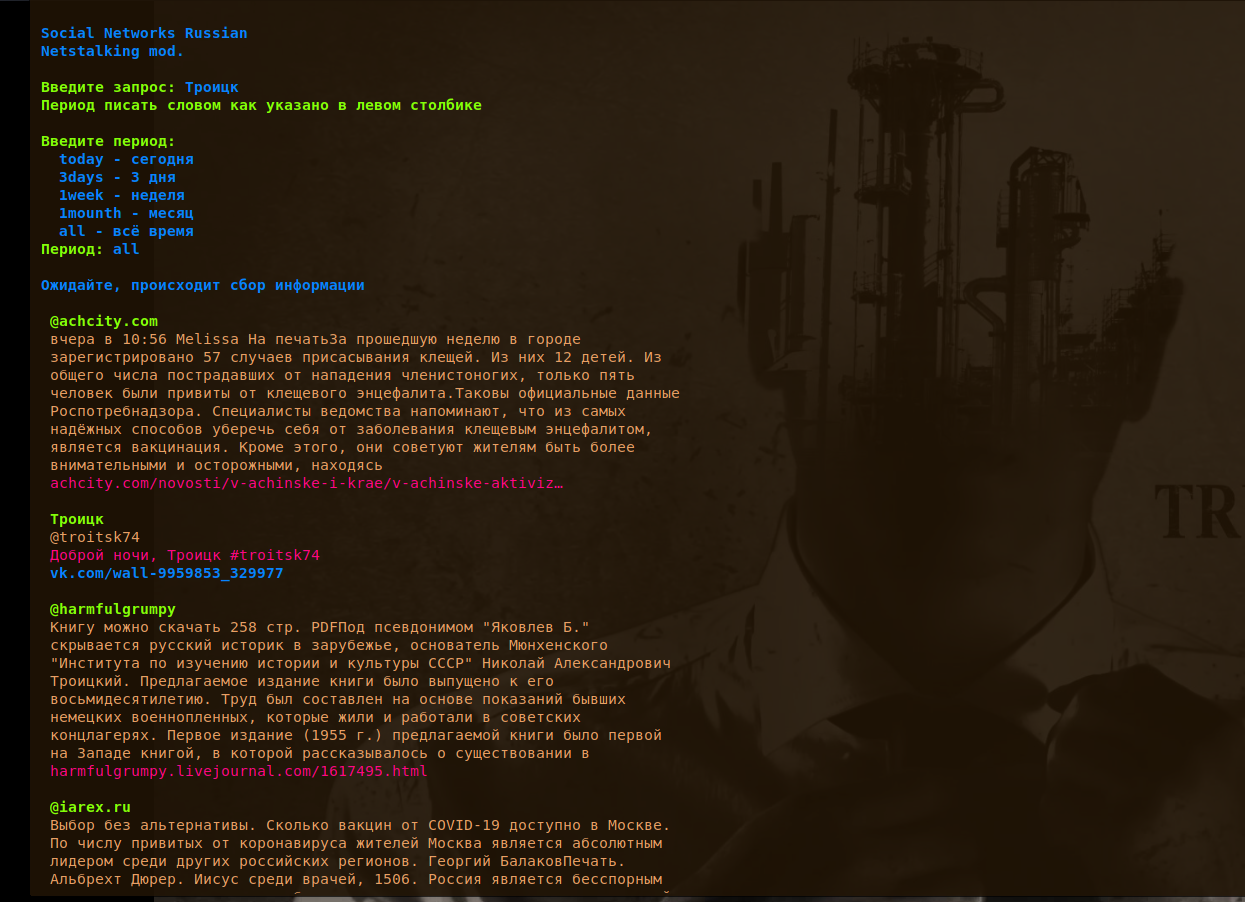 Social Networks Russian
Netstalking mod.
Введите запрос: Троицк
Период писать словом как указано в левом столбике
Введите период:
today - сегодня
3days - 3 дня
1week - неделя
1mounth - месяц
all - всё время
Период: all
Ожидайте, происходит сбор информации
@achcity.com
вчера в 10:56 Melissa На печатьЗа прошедшую неделю в городе
зарегистрировано 57 случаев присасывания клещей. Из них 12 детей. Из
общего числа пострадавших от нападения членистоногих, только пять
человек были привиты от клещевого энцефалита.Таковы официальные данные
Роспотребнадзора. Специалисты ведомства напоминают, что из самых
надёжных способов уберечь себя от заболевания клещевым энцефалитом,
является вакцинация. Кроме этого, они советуют жителям быть более
внимательными и осторожными, находясь
achcity.com/novosti/v-achinske-i-krae/v-achinske-aktiviz…
Троицк
@troitsk74
Доброй ночи, Троицк #troitsk74
vk.com/wall-9959853_329977
@harmfulgrumpy
Книгу можно скачать 258 стр. PDFПод псевдонимом "Яковлев Б."
скрывается русский историк в зарубежье, основатель Мюнхенского
"Института по изучению истории и культуры СССР" Николай Александрович
Троицкий. Предлагаемое издание книги было выпущено к его
восьмидесятилетию. Труд был составлен на основе показаний бывших
немецких военнопленных, которые жили и работали в советских
концлагерях. Первое издание (1955 г.) предлагаемой книги было первой
на Западе книгой, в которой рассказывалось о существовании в
harmfulgrumpy.livejournal.com/1617495.html
@iarex.ru
Выбор без альтернативы. Сколько вакцин от COVID-19 доступно в Москве.
По числу привитых от коронавируса жителей Москва является абсолютным
лидером среди других российских регионов. Георгий БалаковПечать.
Альбрехт Дюрер. Иисус среди врачей, 1506. Россия является бесспорным
TR